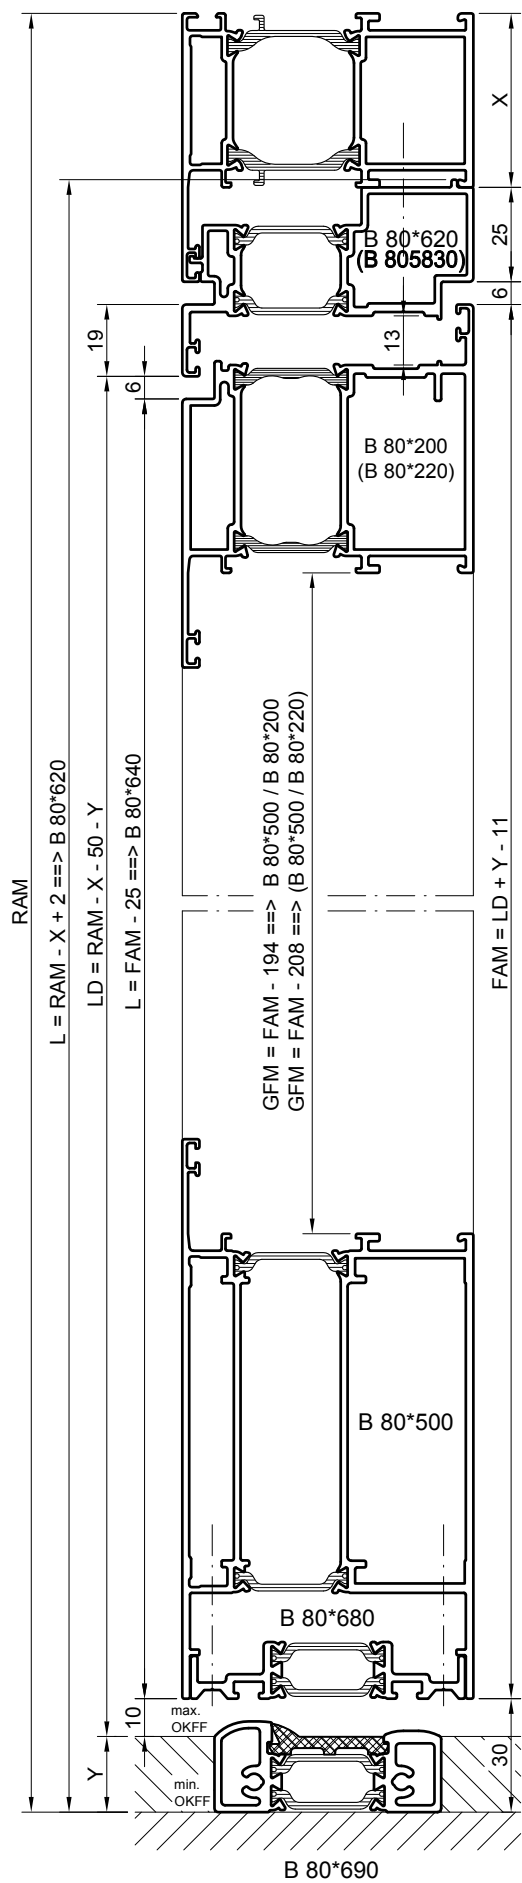 X
25
6
B 80*620
(B 805830)
19
13
6
B 80*200
(B 80*220)
RAM
L = RAM - X + 2 ==> B 80*620
LD = RAM - X - 50 - Y
L = FAM - 25 ==> B 80*640
GFM = FAM - 194 ==> B 80*500 / B 80*200
GFM = FAM - 208 ==> (B 80*500 / B 80*220)
FAM = LD + Y - 11
B 80*500
B 80*680
10
max.
OKFF
30
Y
min.
OKFF
B 80*690